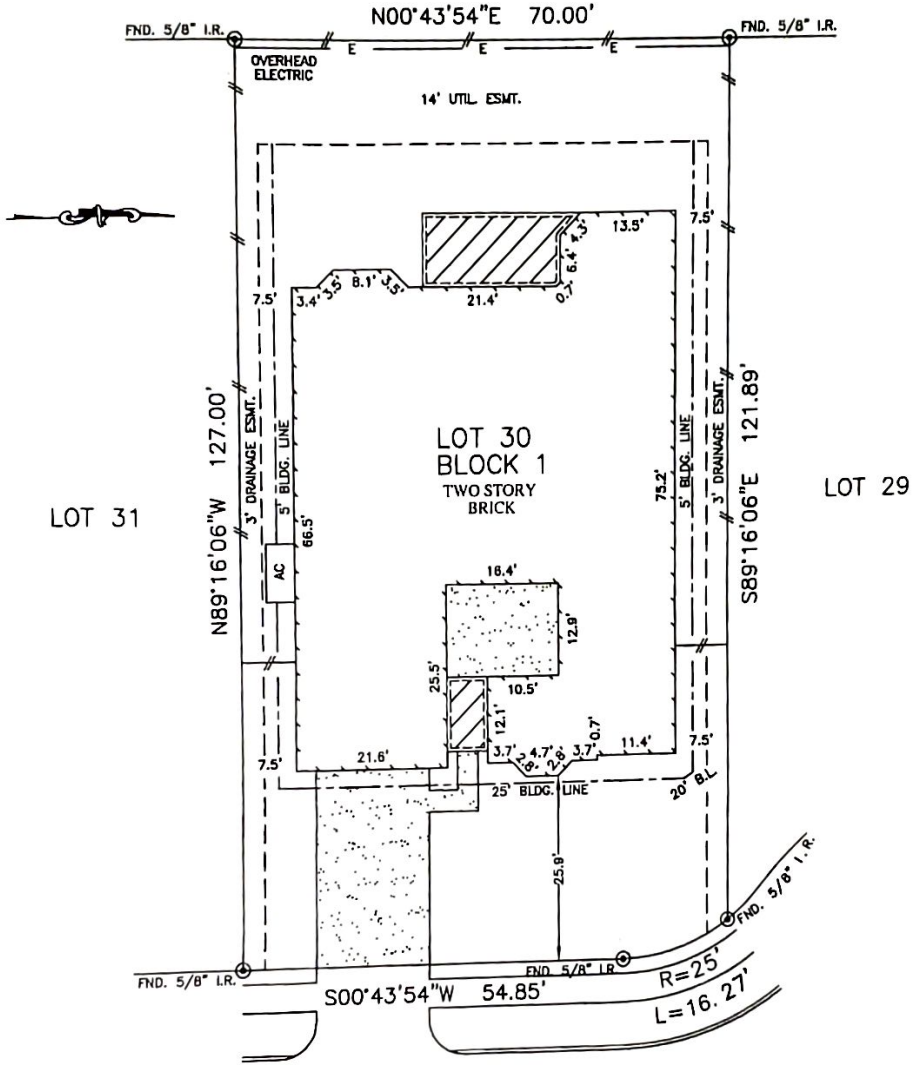 N00°43'54"E 70.00'
FND. 5/8" I.R.
FND. 5/8" I.R.
E E E
OVERHEAD
ELECTRIC
14' UTIL ESMT.
7.5'
13.5'
4.3'
6.4'
0.7'
21.4'
7.5'
3.4'
3.5'
8.1'
3.5'
N89°16'06"W 127.00'
3' DRAINAGE ESMT.
5' BLDG. LINE
66.5'
LOT 30
BLOCK 1
TWO STORY
BRICK
75.2'
5' BLDG. LINE
3' DRAINAGE ESMT.
S89°16'06"E 121.89'
LOT 31
LOT 29
AC
16.4'
12.9'
25.5'
10.5'
12.1'
3.7'
2.8'
4.7'
2.8'
3.7'
0.7'
11.4'
7.5'
7.5'
21.6'
25' BLDG. LINE
20' B.L.
25.9'
FND. 5/8" I.R.
FND. 5/8" I.R.
FND. 5/8" I.R
S00°43'54"W 54.85'
R=25'
L=16.27'